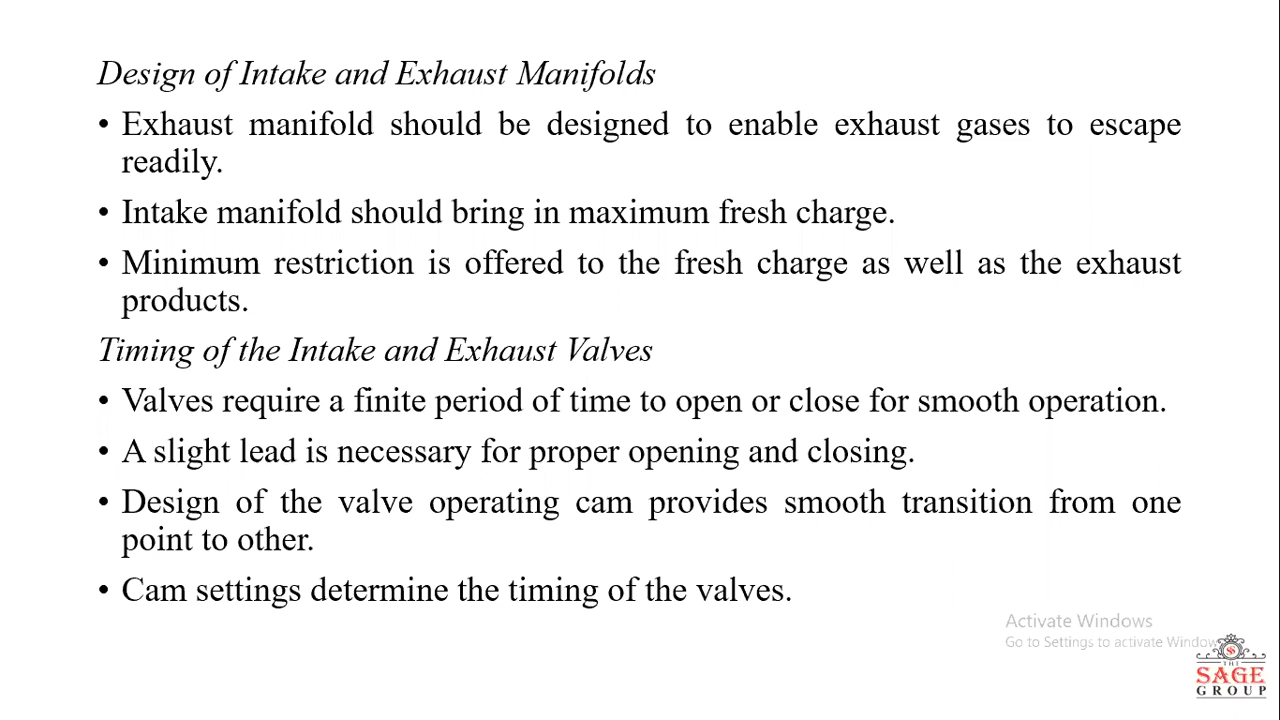 Design of Intake and Exhaust Manifolds
• Exhaust manifold should be designed to enable exhaust gases to escape
readily.
• Intake manifold should bring in maximum fresh charge.
• Minimum restriction is offered to the fresh charge as well as the exhaust
products.
Timing of the Intake and Exhaust Valves
• Valves require a finite period of time to open or close for smooth operation.
• A slight lead is necessary for proper opening and closing.
• Design of the valve operating cam provides smooth transition from one
point to other.
• Cam settings determine the timing of the valves.
Activate Windows
Go to Settings to activate Window
S
THE
SAGE
GROUP